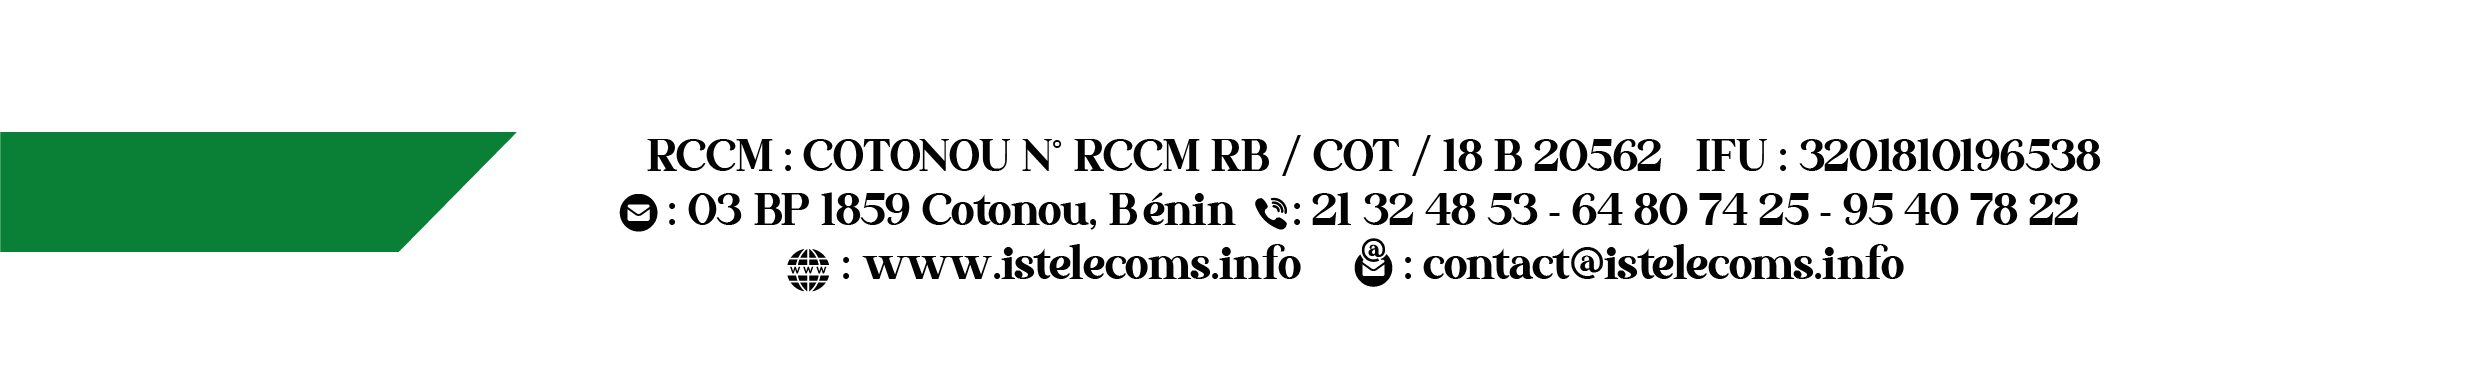 RCCM : COTONOU N° RCCM RB / COT / 18 B 20562 IFU : 3201810196538
: 03 BP 1859 Cotonou, Bénin : 21 32 48 53 - 64 80 74 25 - 95 40 78 22
www : www.istelecoms.info @ : contact@istelecoms.info